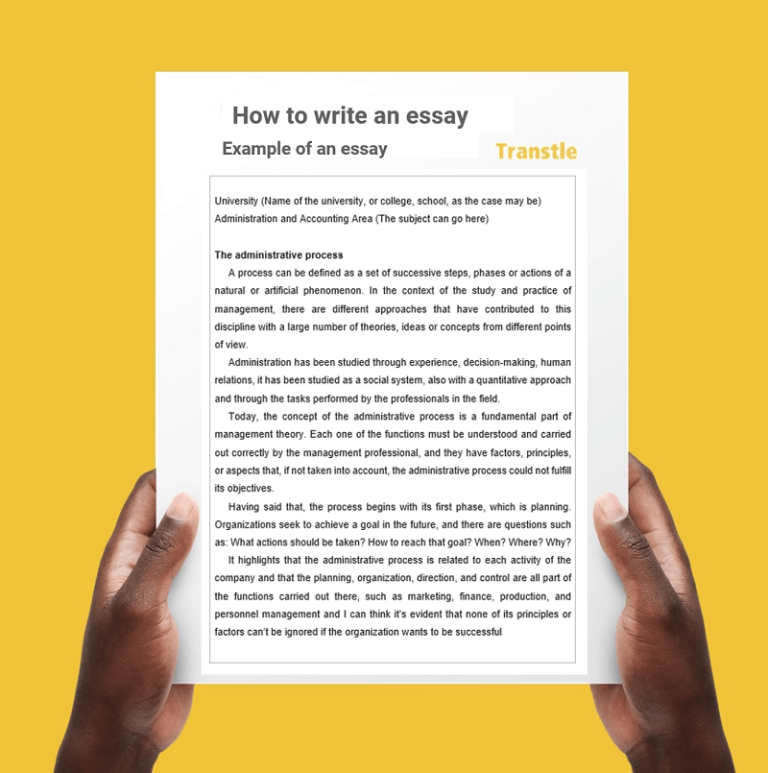 How to write an essay
Example of an essay
Transtle
University (Name of the university, or college, school, as the case may be)
Administration and Accounting Area (The subject can go here)
The administrative process
A process can be defined as a set of successive steps, phases or actions of a
natural or artificial phenomenon. In the context of the study and practice of
management, there are different approaches that have contributed to this
discipline with a large number of theories, ideas or concepts from different points
of view.
Administration has been studied through experience, decision-making, human
relations, it has been studied as a social system, also with a quantitative approach
and through the tasks performed by the professionals in the field.
Today, the concept of the administrative process is a fundamental part of
management theory. Each one of the functions must be understood and carried
out correctly by the management professional, and they have factors, principles,
or aspects that, if not taken into account, the administrative process could not fulfill
its objectives.
Having said that, the process begins with its first phase, which is planning.
Organizations seek to achieve a goal in the future, and there are questions such
as: What actions should be taken? How to reach that goal? When? Where? Why?
It highlights that the administrative process is related to each activity of the
company and that the planning, organization, direction, and control are all part of
the functions carried out there, such as marketing, finance, production, and
personnel management and I can think it's evident that none of its principles or
factors can't be ignored if the organization wants to be successful